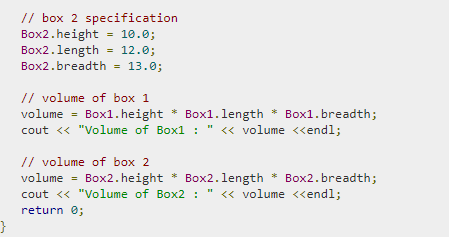 // box 2 specification
Box2.height = 10.0;
Box2.length = 12.0;
Box2.breadth = 13.0;
// volume of box 1
volume = Box1.height * Box1.length * Box1.breadth;
cout << "Volume of Box1 : " << volume <<endl;
// volume of box 2
volume = Box2.height * Box2.length * Box2.breadth;
cout << "Volume of Box2 : " << volume <<endl;
return 0;
}